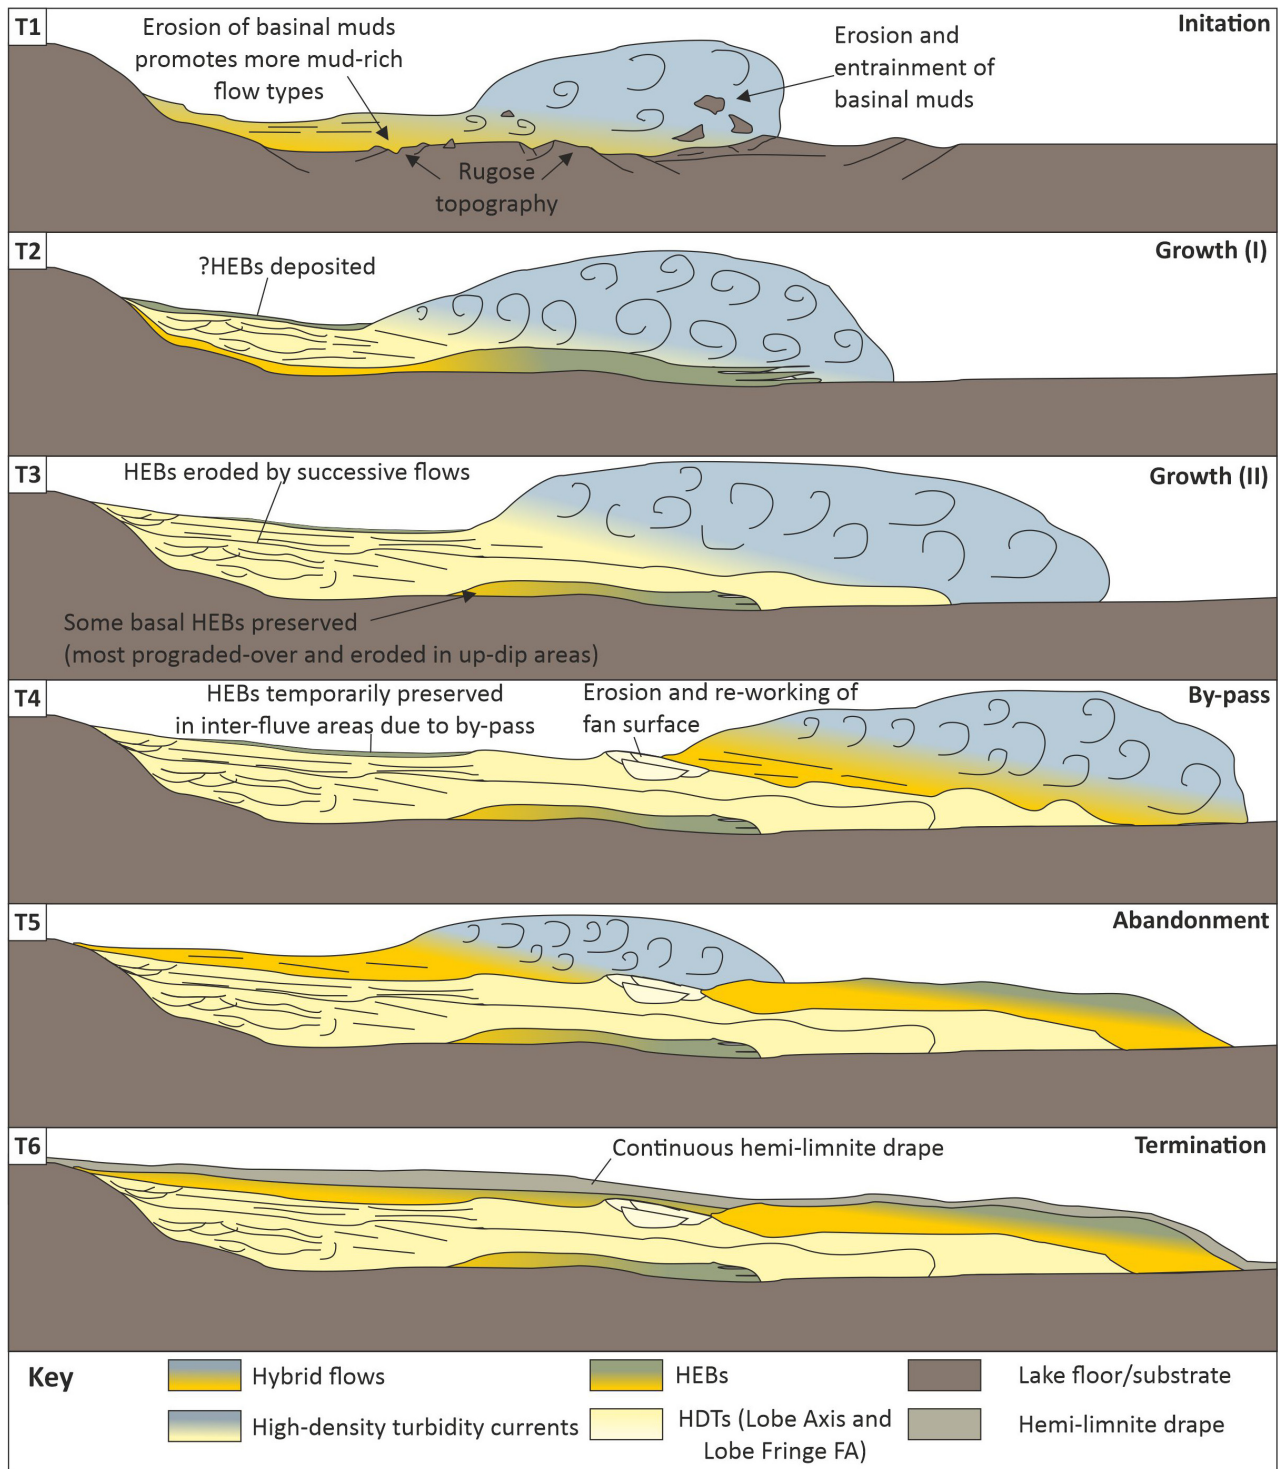 T1
Initation
Erosion of basinal muds
promotes more mud-rich
flow types
Erosion and
entrainment of
basinal muds
Rugose
topography
T2
Growth (I)
?HEBs deposited
T3
Growth (II)
HEBs eroded by successive flows
Some basal HEBs preserved
(most prograded-over and eroded in up-dip areas)
T4
By-pass
HEBs temporarily preserved
in inter-fluve areas due to by-pass
Erosion and re-working of
fan surface
T5
Abandonment
T6
Termination
Continuous hemi-limnite drape
Key
Hybrid flows
HEBs
Lake floor/substrate
High-density turbidity currents
HDTs (Lobe Axis and
Lobe Fringe FA)
Hemi-limnite drape